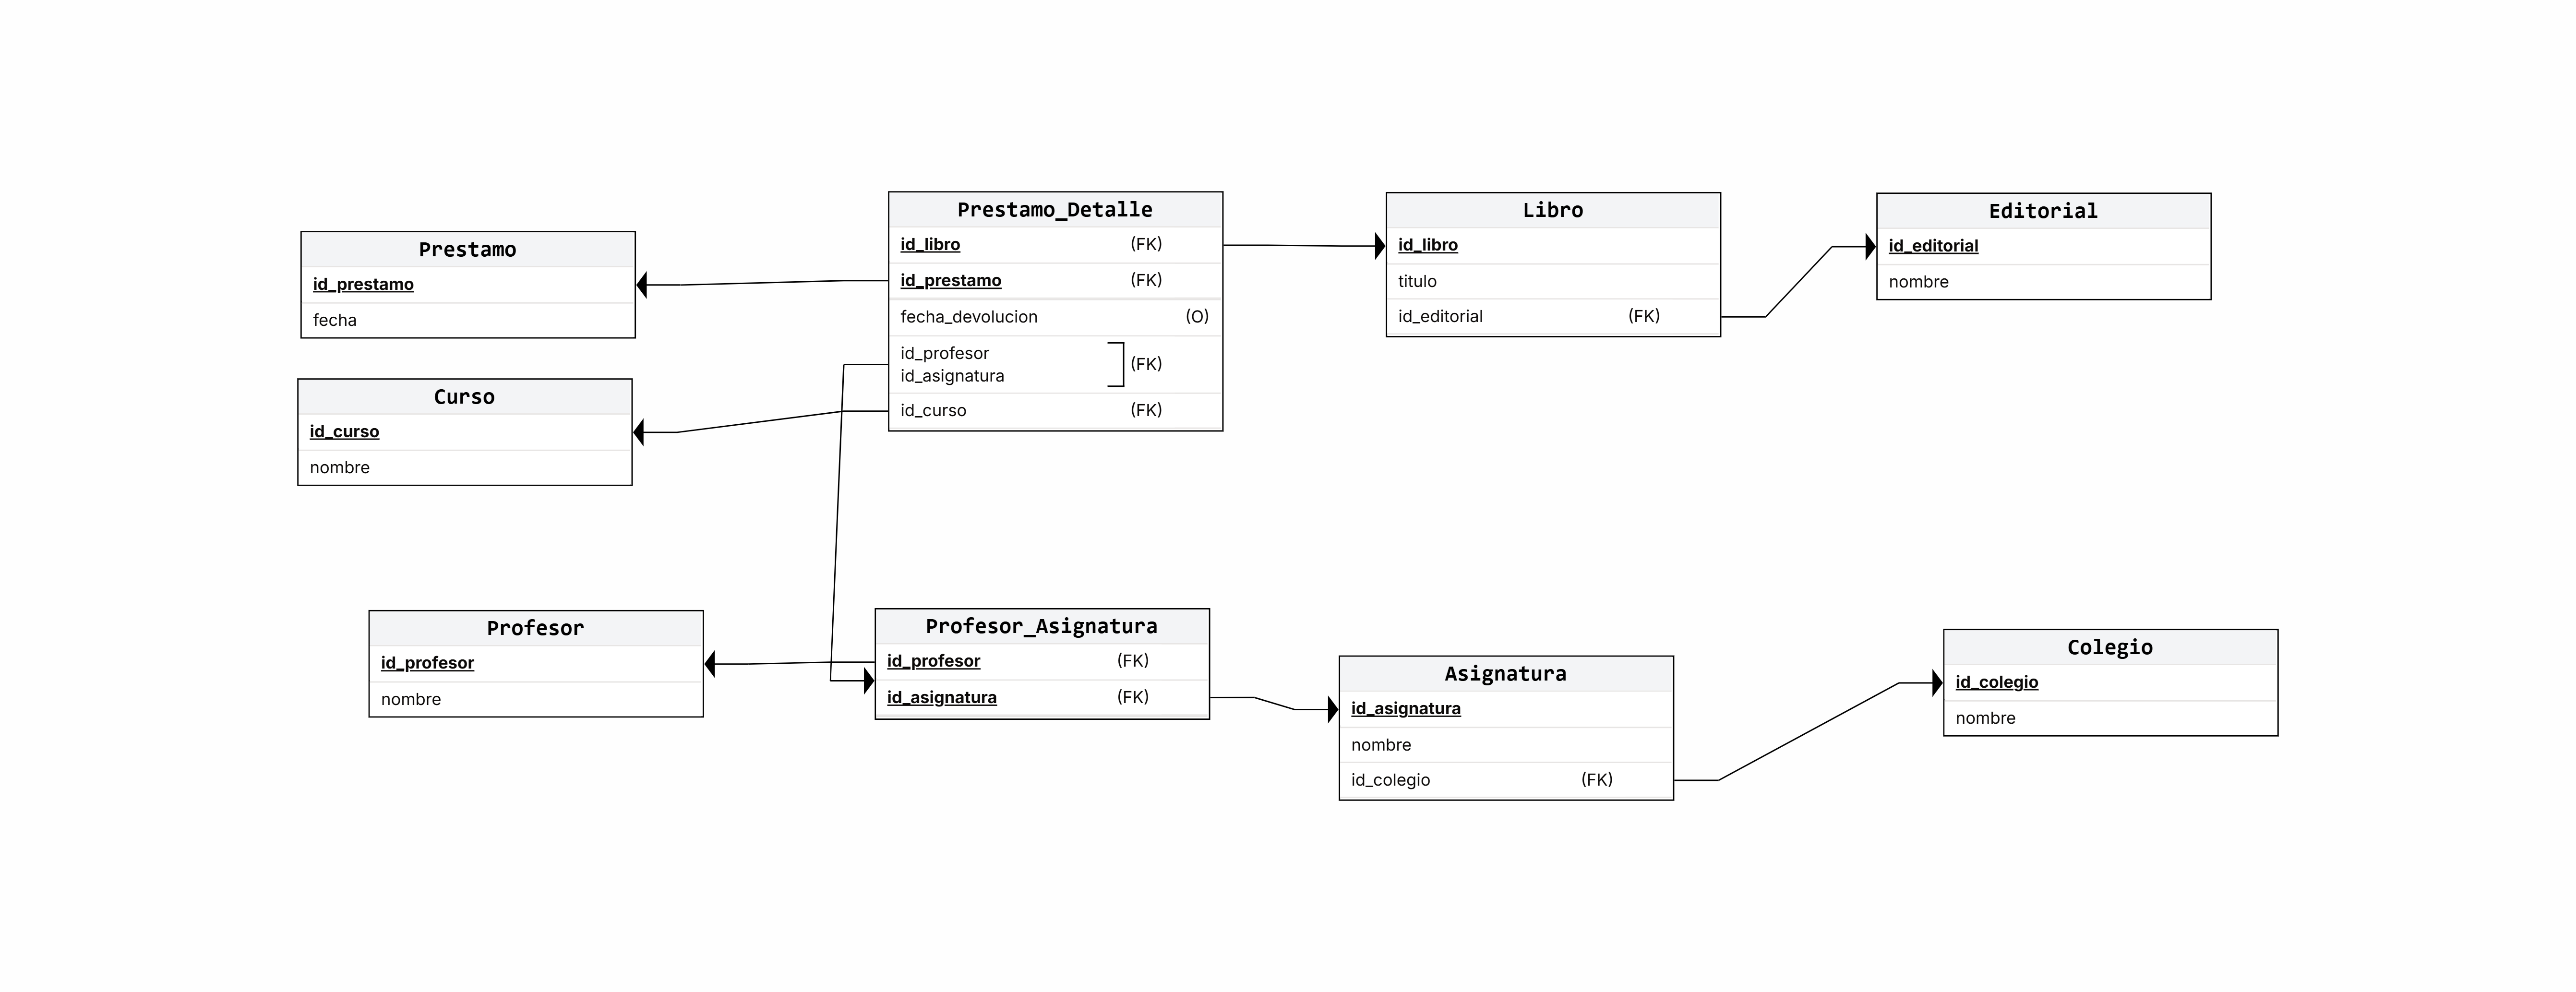 Prestamo
id_prestamo
fecha
Curso
id_curso
nombre
Prestamo_Detalle
id_libro (FK)
id_prestamo (FK)
fecha_devolucion (O)
id_profesor
id_asignatura (FK)
id_curso (FK)
Libro
id_libro
titulo
id_editorial (FK)
Editorial
id_editorial
nombre
Profesor
id_profesor
nombre
Profesor_Asignatura
id_profesor (FK)
id_asignatura (FK)
Asignatura
id_asignatura
nombre
id_colegio (FK)
Colegio
id_colegio
nombre